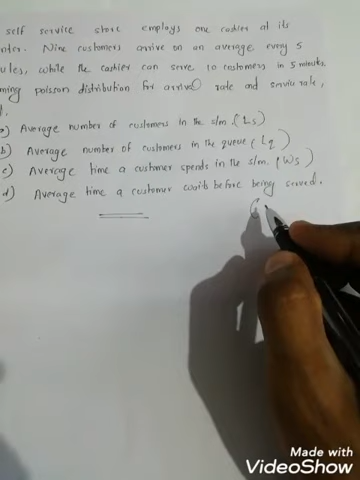 self service store employs one cashier at its
nter. Nine customers arrive on an average every 5
utes, while the cashier can serve 10 customers in 5 minutes.
ming poisson distribution for arrival rate and service rate,
a) Average number of customers in the s/m. (Ls)
b) Average number of customers in the queue (Lq)
c) Average time a customer spends in the s/m. (Ws)
d) Average time a customer waits before being served.
Made with
VideoShow